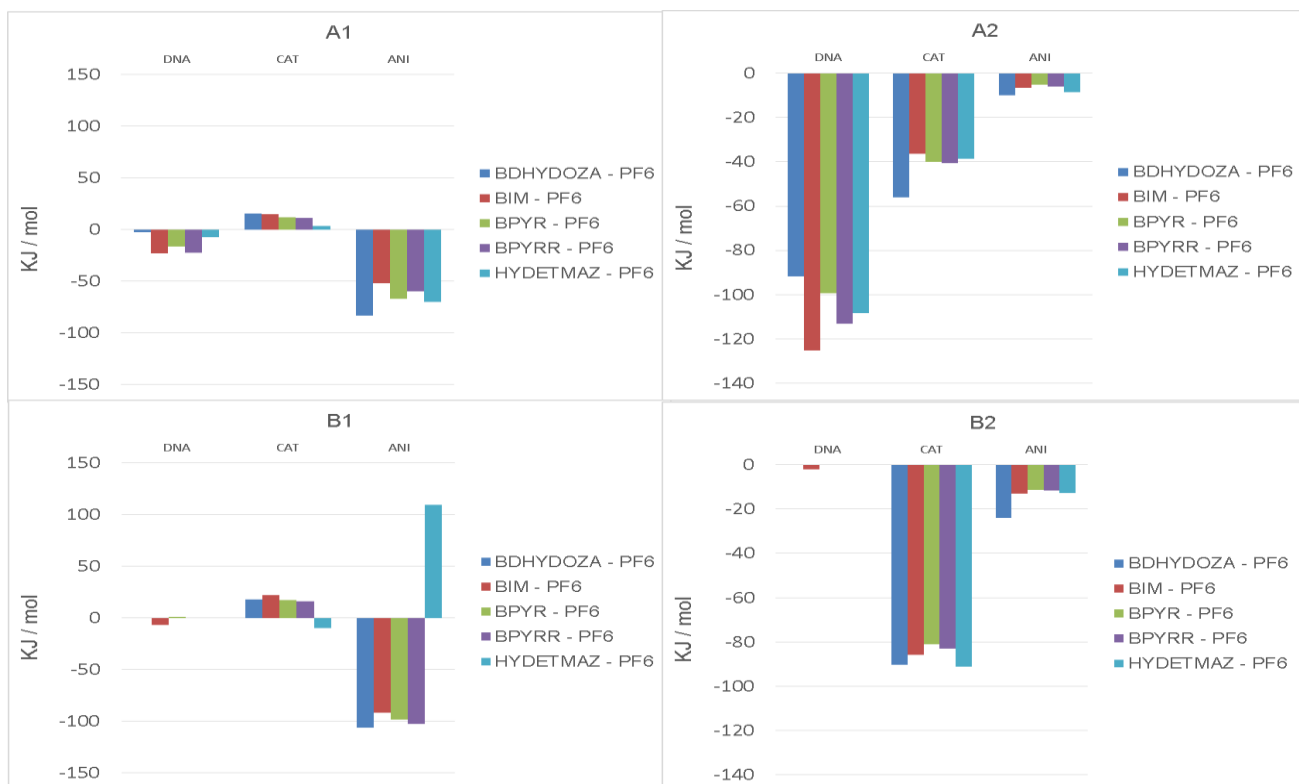 A1
DNA CAT ANI
150
100
50
0
-50
-100
-150
KJ / mol
BDHYDOZA - PF6
BIM - PF6
BPYR - PF6
BPYRR - PF6
HYDETMAZ - PF6
A2
DNA CAT ANI
-0
-20
-40
-60
-80
-100
-120
-140
KJ / mol
BDHYDOZA - PF6
BIM - PF6
BPYR - PF6
BPYRR - PF6
HYDETMAZ - PF6
B1
DNA CAT ANI
150
100
50
0
-50
-100
-150
KJ / mol
BDHYDOZA - PF6
BIM - PF6
BPYR - PF6
BPYRR - PF6
HYDETMAZ - PF6
B2
DNA CAT ANI
0
-20
-40
-60
-80
-100
-120
-140
KJ / mol
BDHYDOZA - PF6
BIM - PF6
BPYR - PF6
BPYRR - PF6
HYDETMAZ - PF6